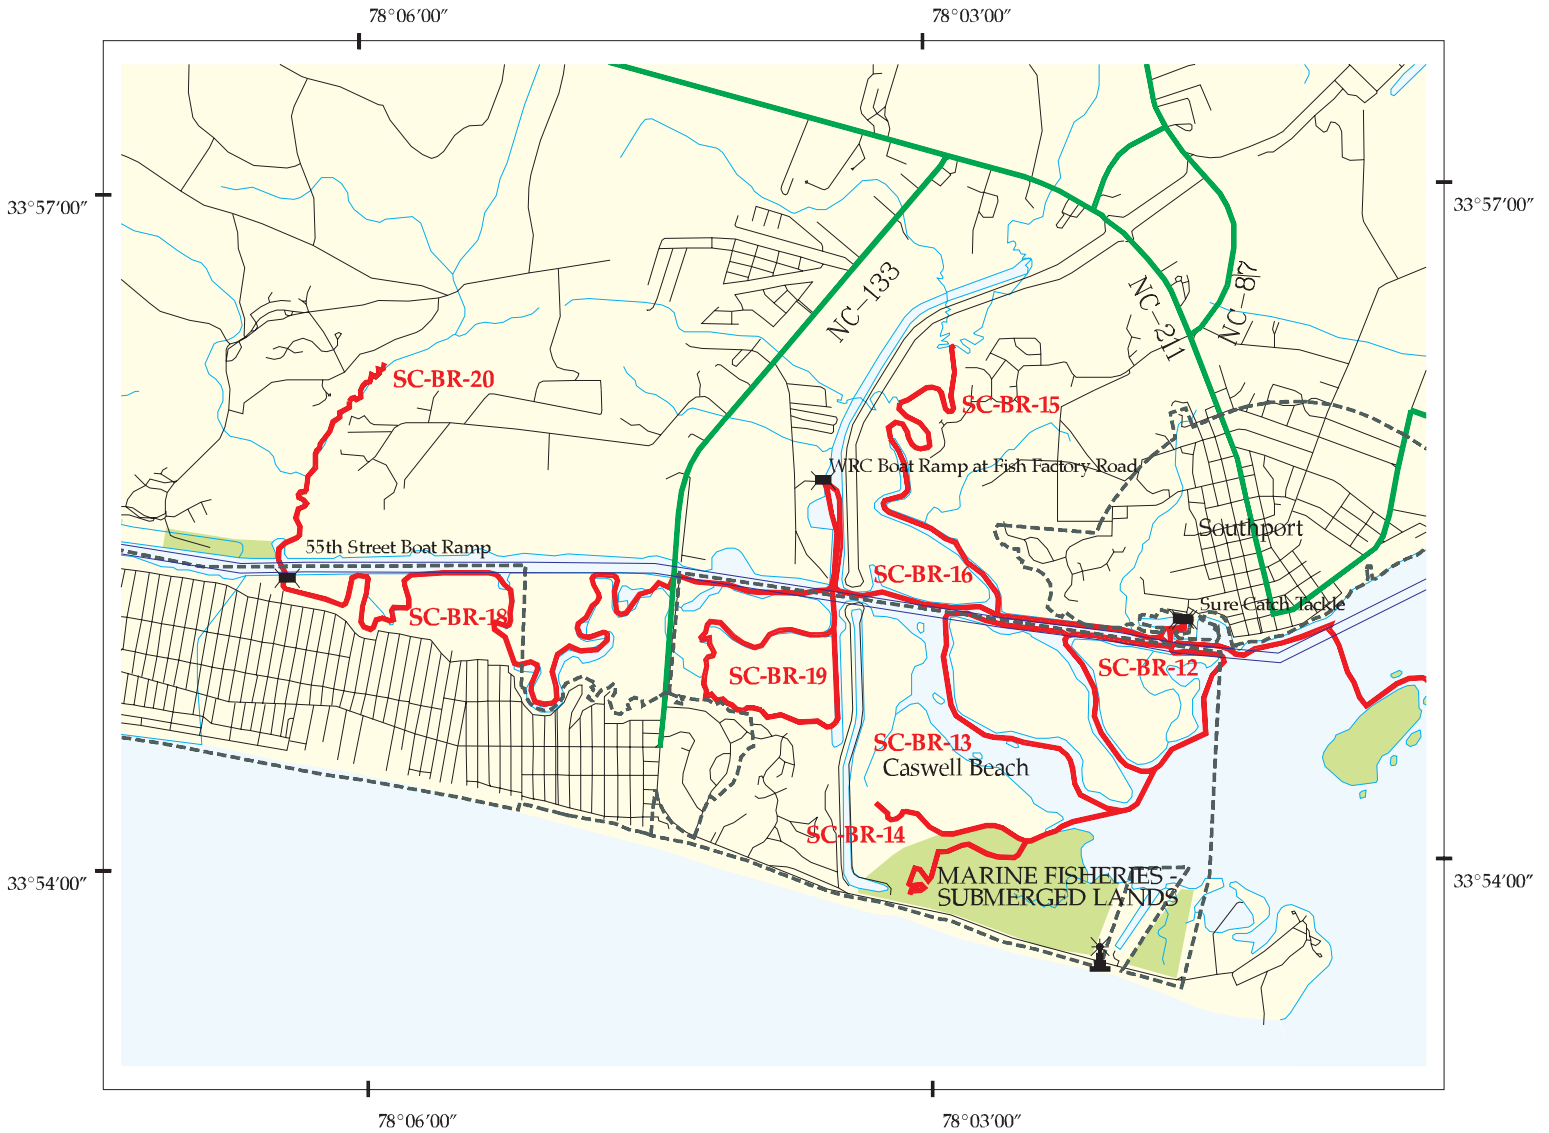 78°06′00″
78°03′00″
33°57′00″
33°57′00″
NC-133
NC-211
NC-87
SC-BR-20
SC-BR-15
WRC Boat Ramp at Fish Factory Road
Southport
55th Street Boat Ramp
SC-BR-16
Sure Catch Tackle
SC-BR-18
SC-BR-12
SC-BR-19
SC-BR-13
Caswell Beach
SC-BR-14
MARINE FISHERIES -
SUBMERGED LANDS
33°54′00″
33°54′00″
78°06′00″
78°03′00″